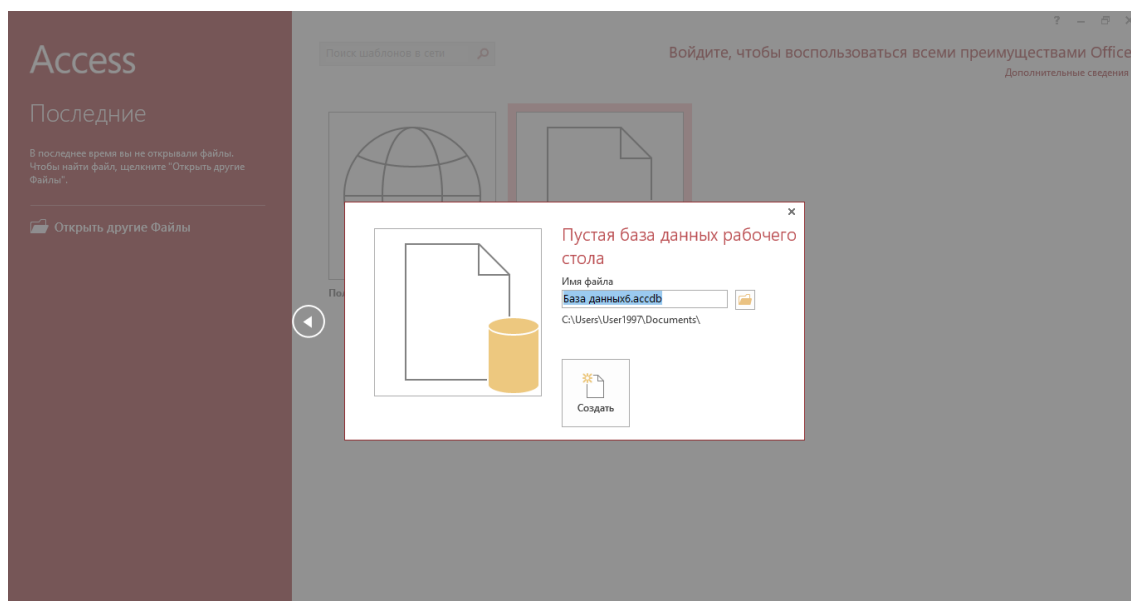 ? – ×
Access
Поиск шаблонов в сети
Войдите, чтобы воспользоваться всеми преимуществами Office
Дополнительные сведения
Последние
В последнее время вы не открывали файлы.
Чтобы найти файл, щелкните "Открыть другие
Файлы".
Открыть другие Файлы
Пустая база данных рабочего
стола
Имя файла
База данных6.accdb
C:\Users\User1997\Documents\
Создать